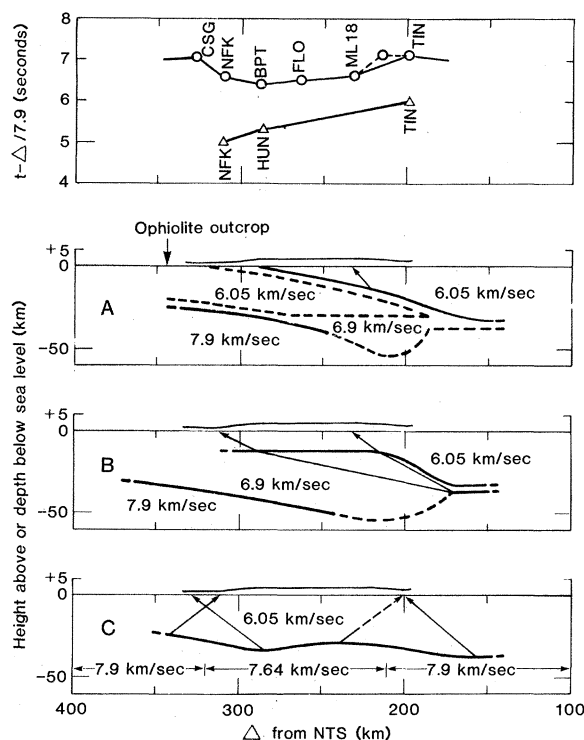 t–△/7.9 (seconds)
8
7
6
5
4
CSG
NFK
BPT
FLO
ML18
TIN
NFK
HUN
TIN
Height above or depth below sea level (km)
Ophiolite outcrop
+5
0
-50
A
6.05 km/sec
6.05 km/sec
6.9 km/sec
7.9 km/sec
+5
0
-50
B
6.05 km/sec
6.9 km/sec
7.9 km/sec
+5
0
-50
C
6.05 km/sec
7.9 km/sec
7.64 km/sec
7.9 km/sec
400
300
200
100
△ from NTS (km)